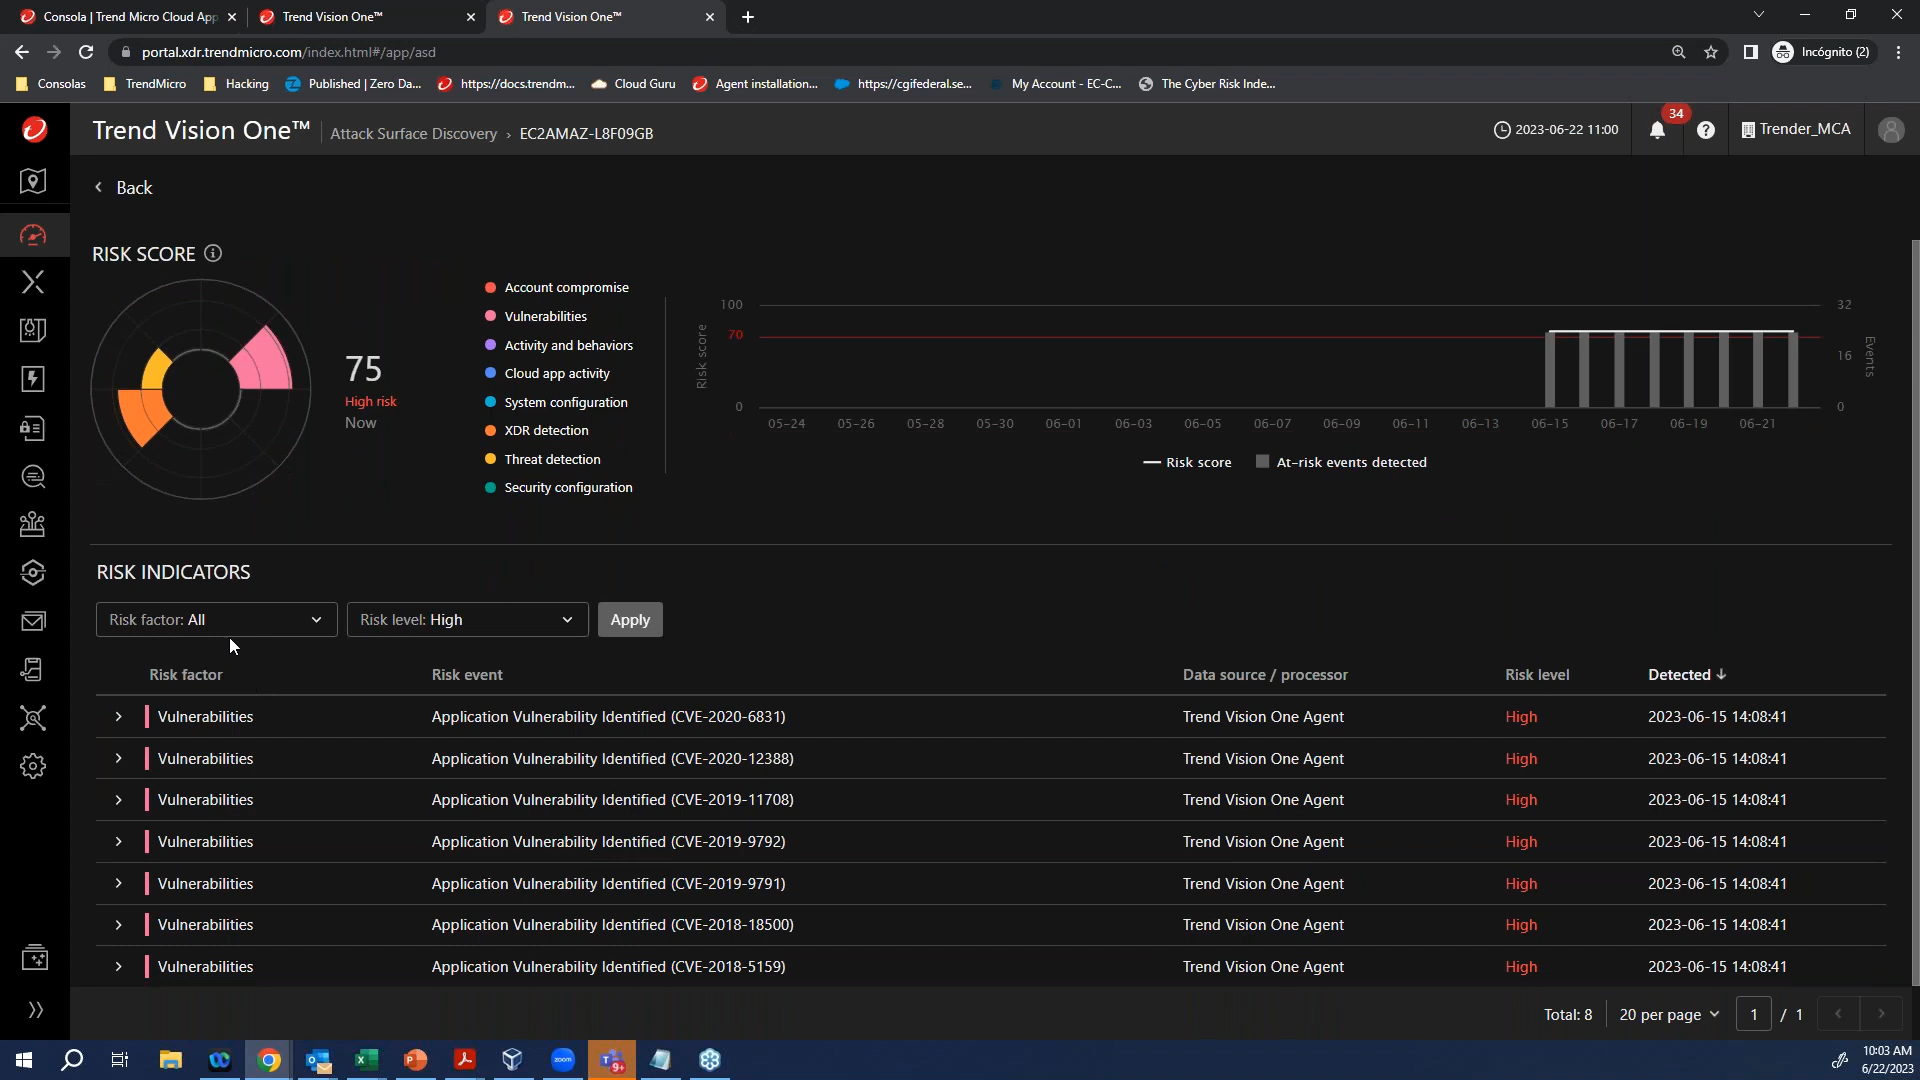 Consola | Trend Micro Cloud App
Trend Vision One™
Trend Vision One™
portal.xdr.trendmicro.com/index.html#/app/asd
Incógnito (2)
Consolas
TrendMicro
Hacking
Published | Zero Da...
https://docs.trendm...
Cloud Guru
Agent installation...
https://cgifederal.se...
My Account - EC-C...
The Cyber Risk Inde...
Trend Vision One™
Attack Surface Discovery › EC2AMAZ-L8F09GB
2023-06-22 11:00
34
Trender_MCA
Back
RISK SCORE
75
High risk
Now
Account compromise
Vulnerabilities
Activity and behaviors
Cloud app activity
System configuration
XDR detection
Threat detection
Security configuration
Risk score
100
70
0
32
16
0
Events
05-24 05-26 05-28 05-30 06-01 06-03 06-05 06-07 06-09 06-11 06-13 06-15 06-17 06-19 06-21
Risk score
At-risk events detected
RISK INDICATORS
Risk factor: All
Risk level: High
Apply
Risk factor Risk event Data source / processor Risk level Detected ↓
Vulnerabilities Application Vulnerability Identified (CVE-2020-6831) Trend Vision One Agent High 2023-06-15 14:08:41
Vulnerabilities Application Vulnerability Identified (CVE-2020-12388) Trend Vision One Agent High 2023-06-15 14:08:41
Vulnerabilities Application Vulnerability Identified (CVE-2019-11708) Trend Vision One Agent High 2023-06-15 14:08:41
Vulnerabilities Application Vulnerability Identified (CVE-2019-9792) Trend Vision One Agent High 2023-06-15 14:08:41
Vulnerabilities Application Vulnerability Identified (CVE-2019-9791) Trend Vision One Agent High 2023-06-15 14:08:41
Vulnerabilities Application Vulnerability Identified (CVE-2018-18500) Trend Vision One Agent High 2023-06-15 14:08:41
Vulnerabilities Application Vulnerability Identified (CVE-2018-5159) Trend Vision One Agent High 2023-06-15 14:08:41
Total: 8
20 per page
1 / 1
zoom
9+
10:03 AM
6/22/2023